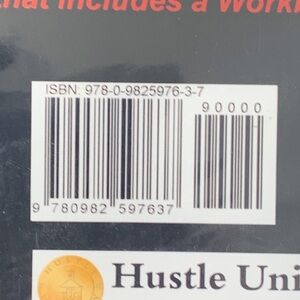 that includes a Work
ISBN: 978-0-9825976-3-7
90000
9 780982 597637
Hustle Uni